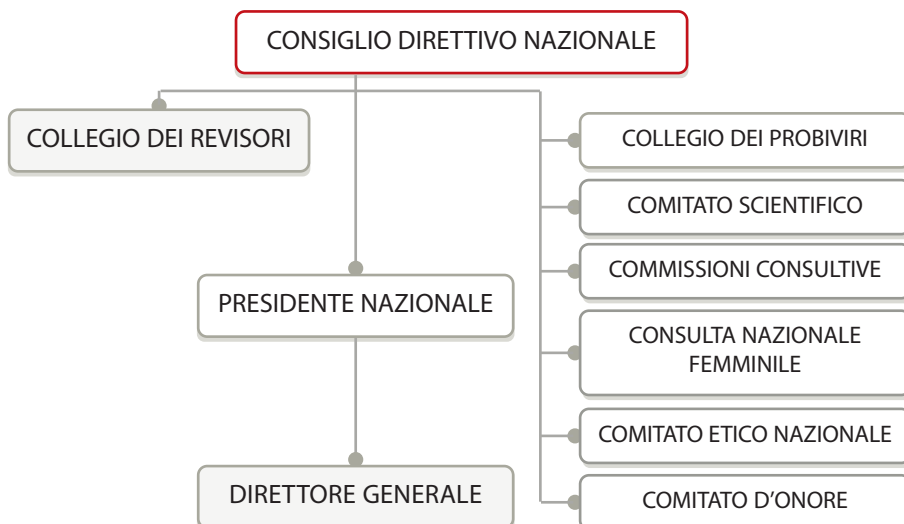 CONSIGLIO DIRETTIVO NAZIONALE
COLLEGIO DEI REVISORI
COLLEGIO DEI PROBIVIRI
COMITATO SCIENTIFICO
COMMISSIONI CONSULTIVE
PRESIDENTE NAZIONALE
CONSULTA NAZIONALE
FEMMINILE
COMITATO ETICO NAZIONALE
DIRETTORE GENERALE
COMITATO D'ONORE